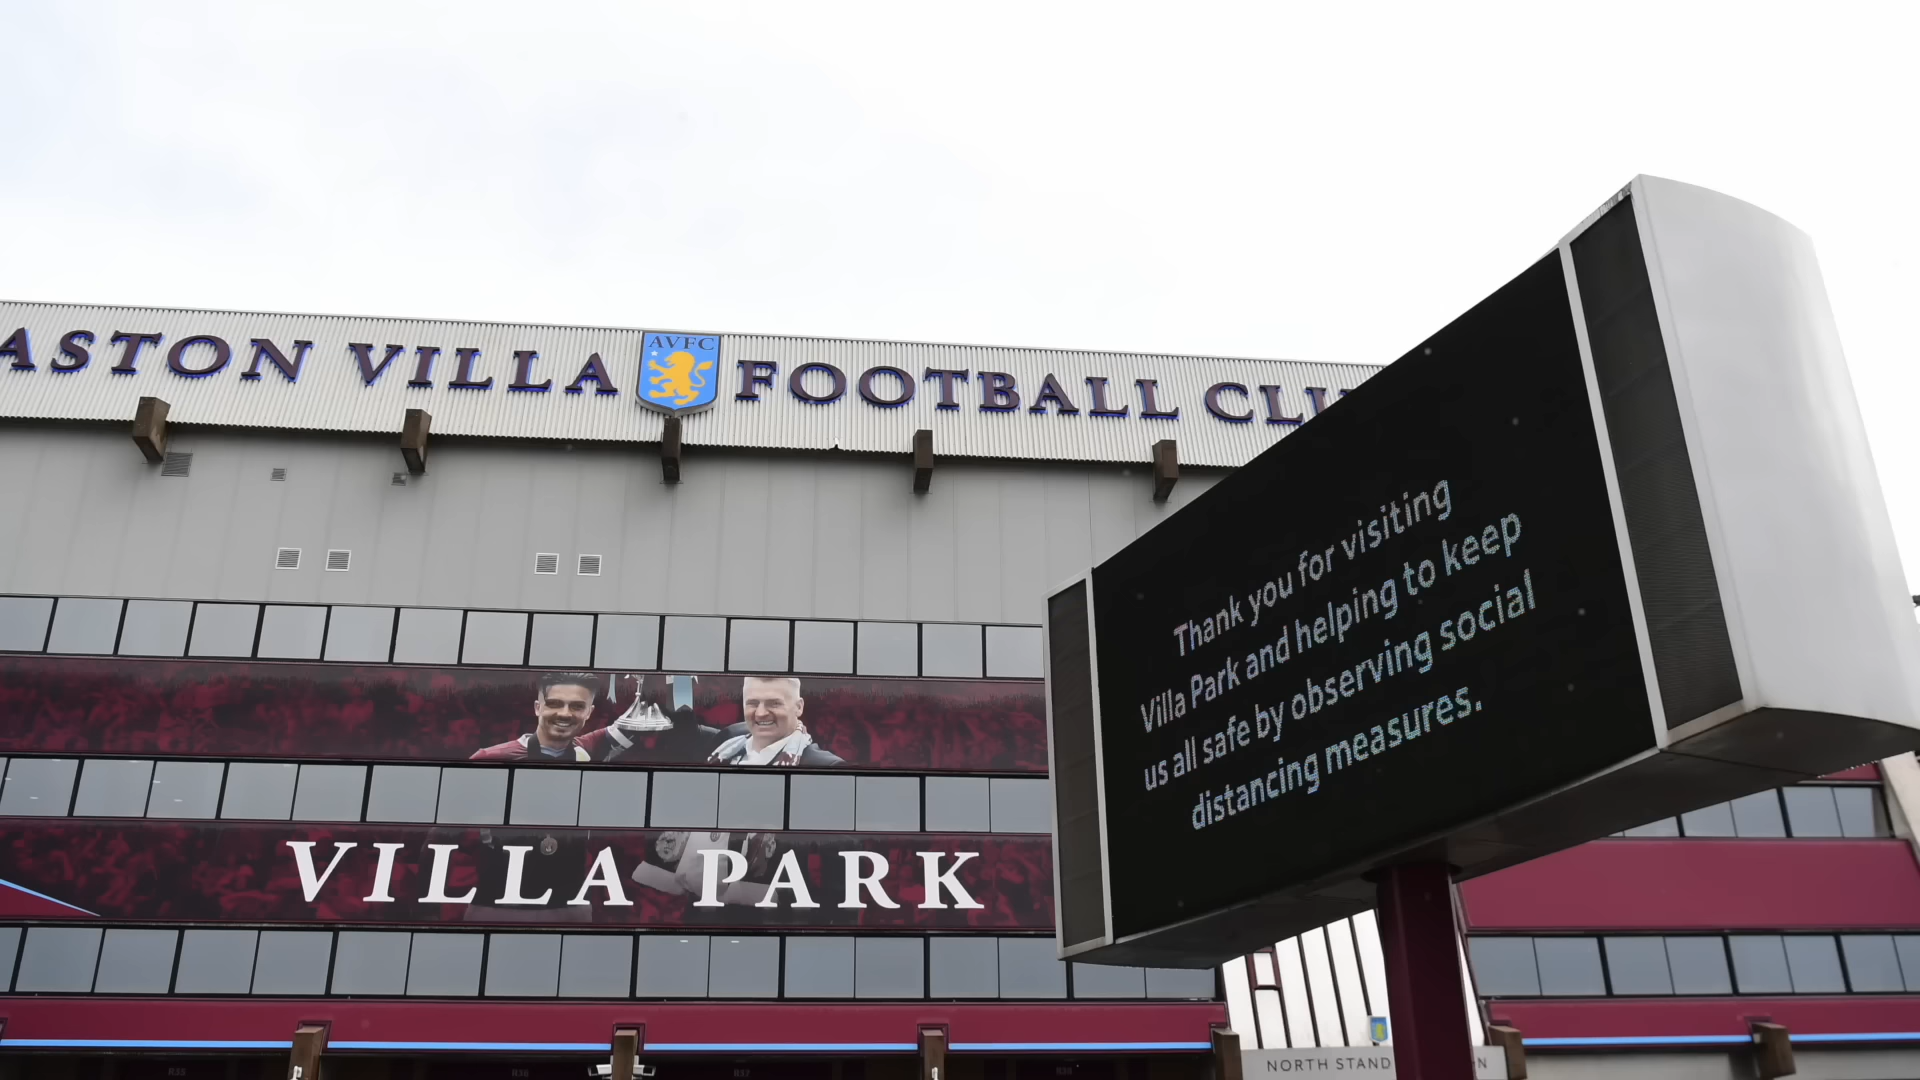 ASTON VILLA
AVFC
FOOTBALL
Thank you for visiting
Villa Park and helping to keep
us all safe by observing social
distancing measures.
VILLA PARK
NORTH STAND